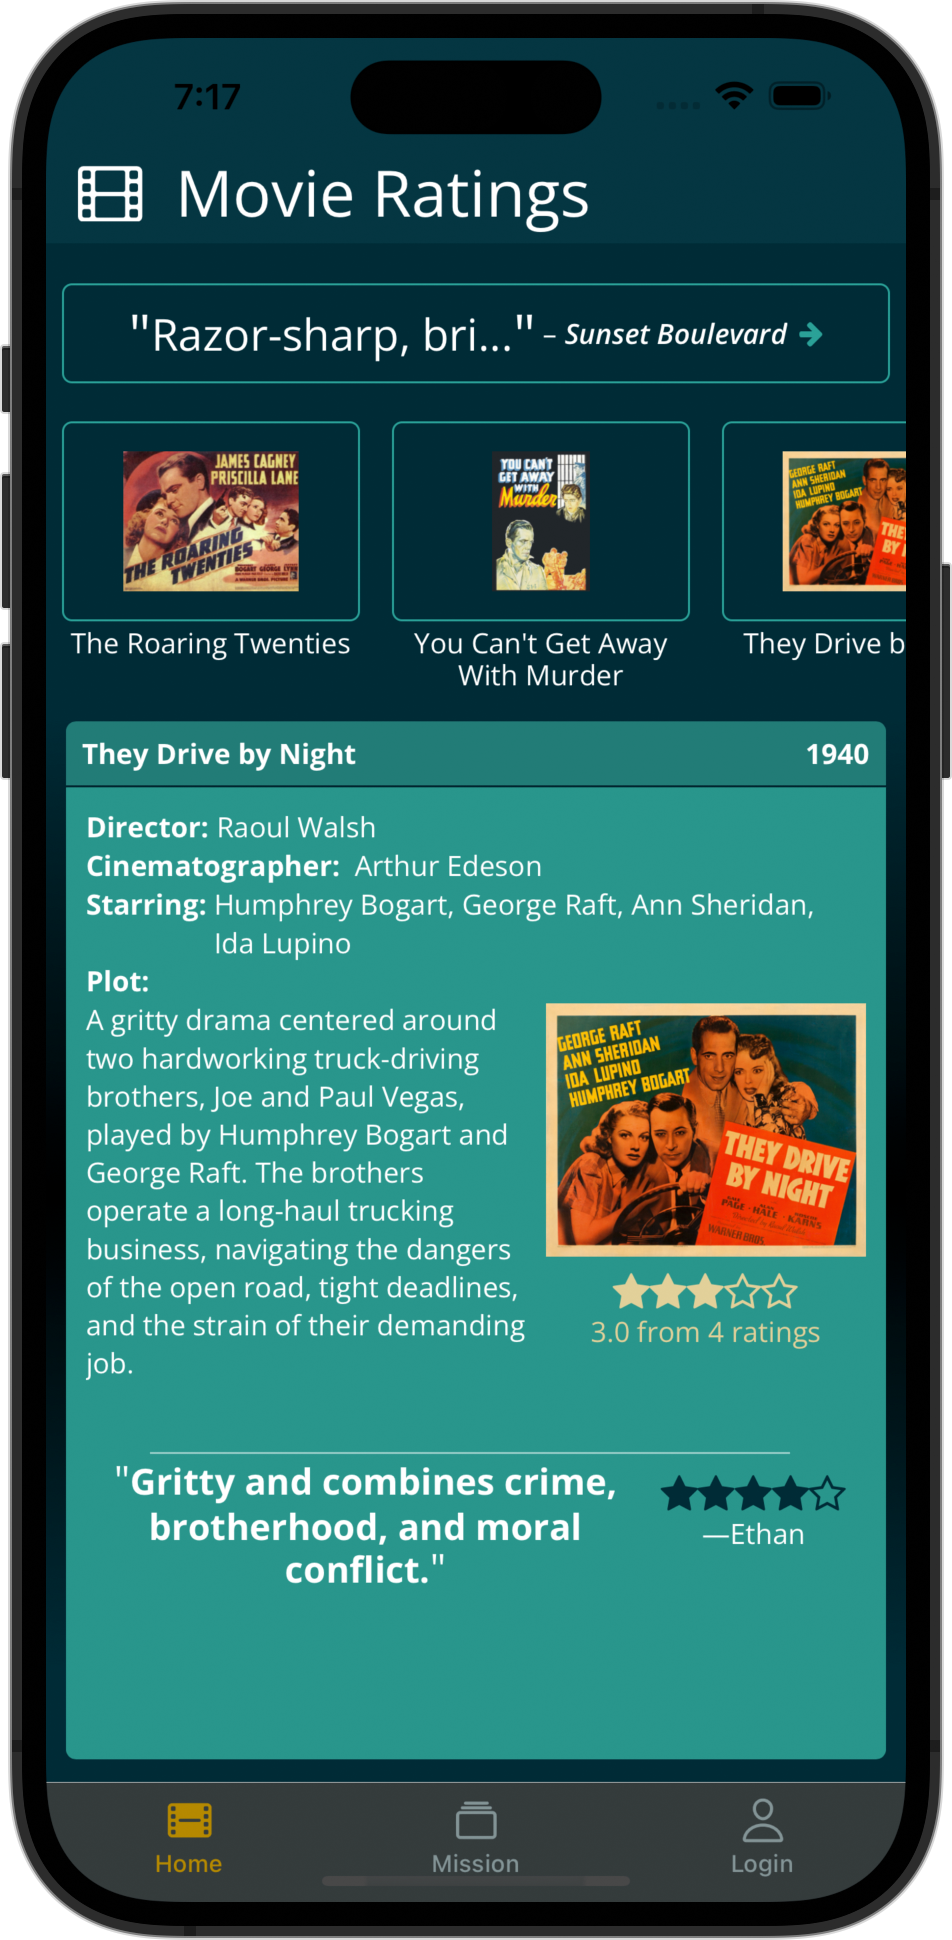 7:17
Movie Ratings
"Razor-sharp, bri..." – Sunset Boulevard
JAMES CAGNEY
PRISCILLA LANE
THE ROARING
TWENTIES
BOGART GEORGE
YOU CAN'T
GET AWAY
WITH
Murder
GEORGE RAFT
ANN SHERIDAN
IDA LUPINO
HUMPHREY BOGART
THE
BY
The Roaring Twenties
You Can't Get Away
With Murder
They Drive b
They Drive by Night 1940
Director: Raoul Walsh
Cinematographer: Arthur Edeson
Starring: Humphrey Bogart, George Raft, Ann Sheridan,
Ida Lupino
Plot:
A gritty drama centered around
two hardworking truck-driving
brothers, Joe and Paul Vegas,
played by Humphrey Bogart and
George Raft. The brothers
operate a long-haul trucking
business, navigating the dangers
of the open road, tight deadlines,
and the strain of their demanding
job.
GEORGE RAFT
ANN SHERIDAN
IDA LUPINO
HUMPHREY BOGART
THEY DRIVE
BY NIGHT
PAGE · HALE · KARNS
WARNER BROS.
3.0 from 4 ratings
"Gritty and combines crime,
brotherhood, and moral
conflict."
—Ethan
Home
Mission
Login